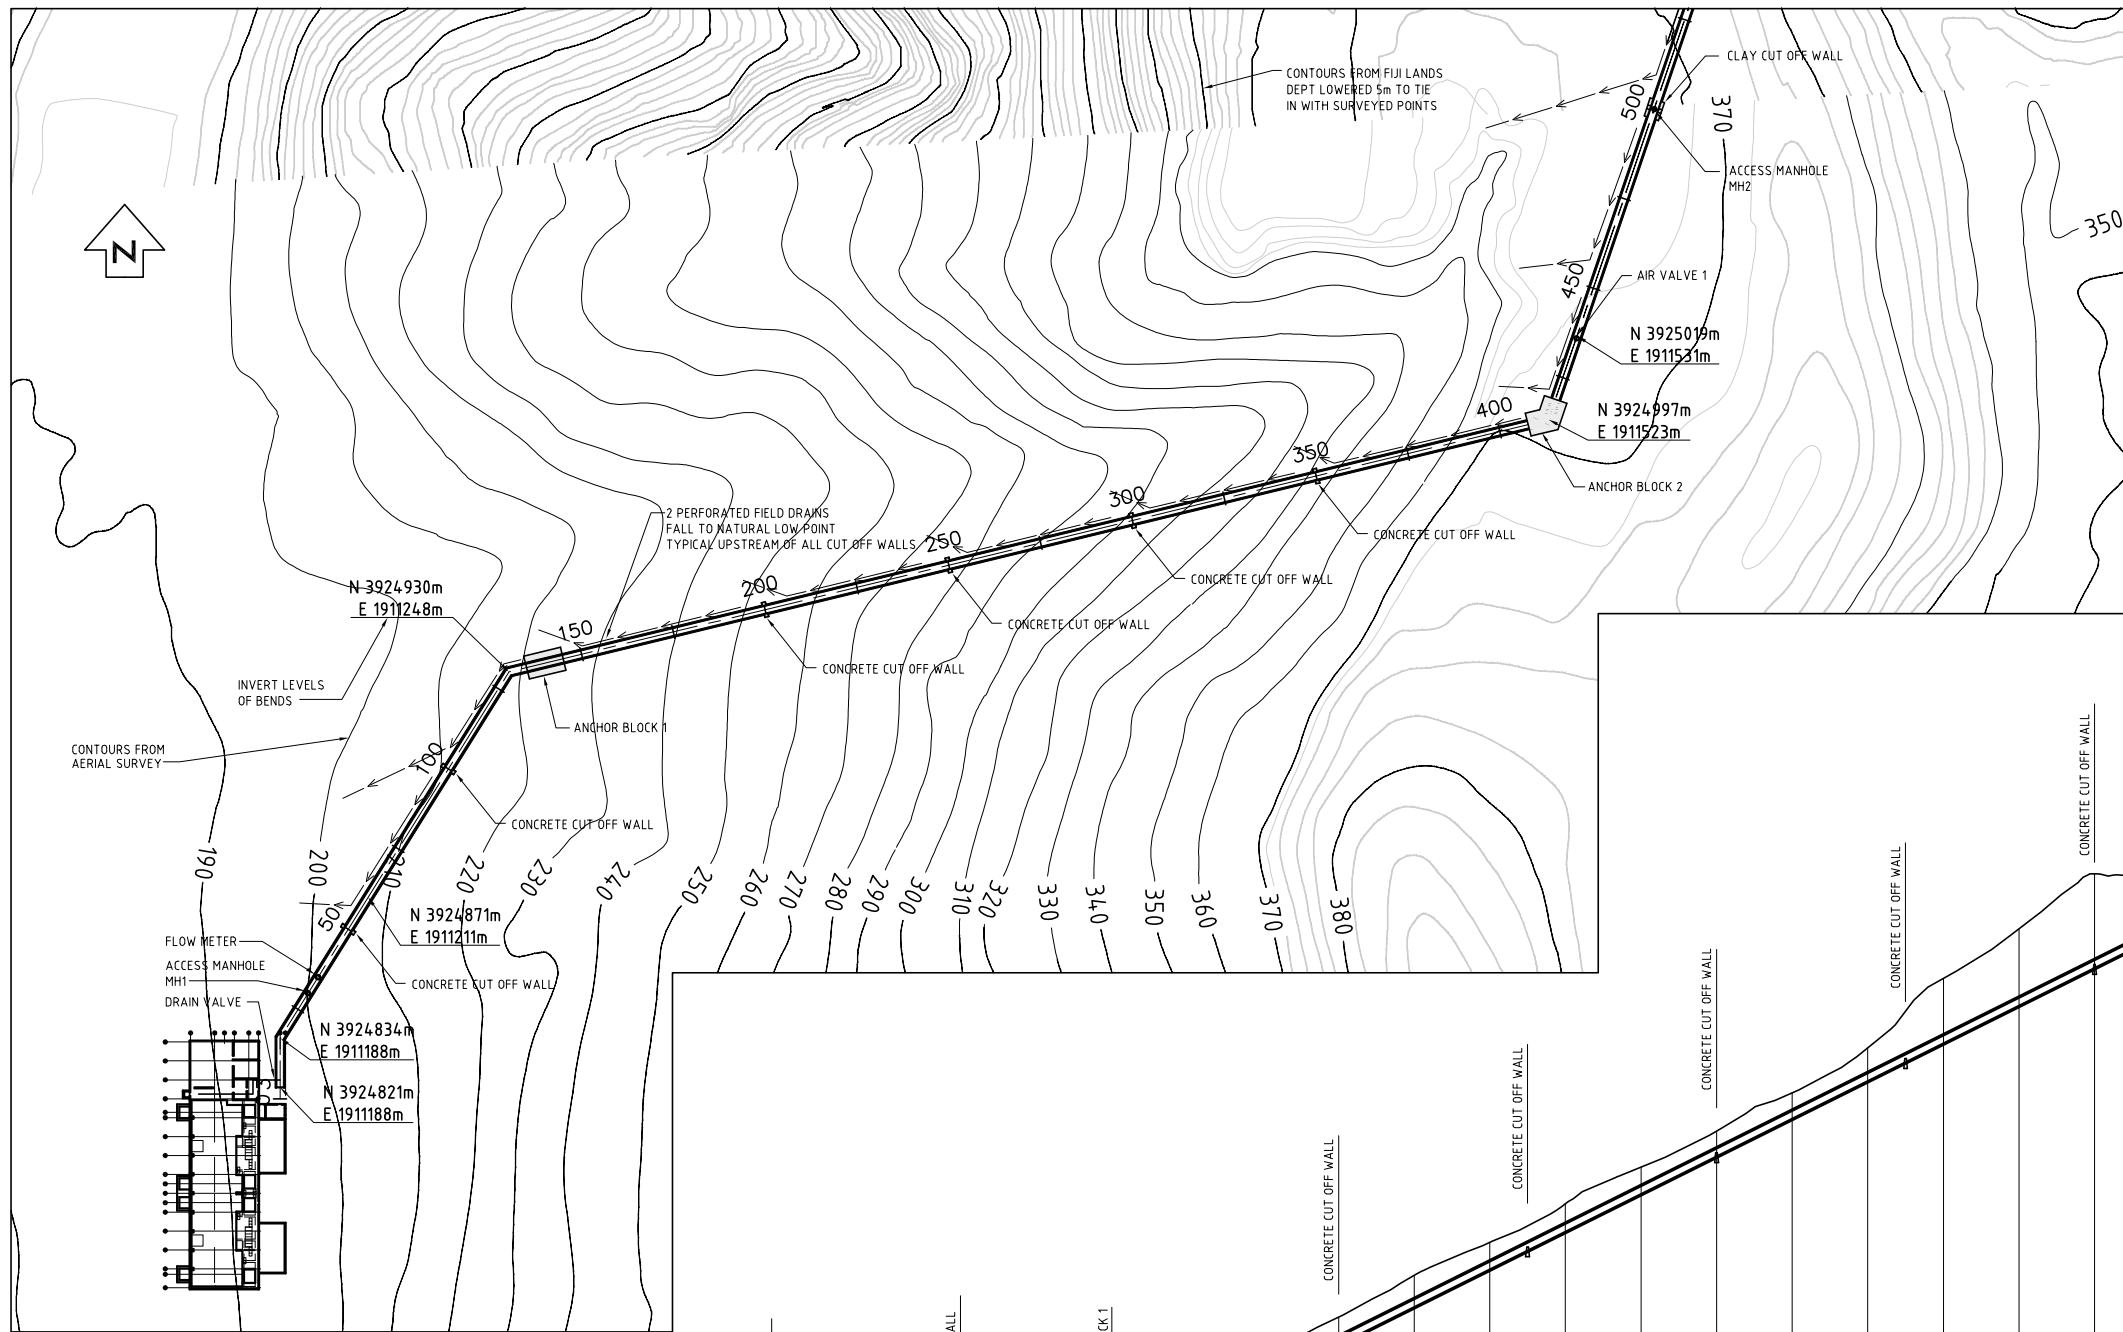 CLAY CUT OFF WALL
CONTOURS FROM FIJI LANDS
DEPT LOWERED 5m TO TIE
IN WITH SURVEYED POINTS
500
370
ACCESS MANHOLE
MH2
350
N
450
AIR VALVE 1
N 3925019m
E 1911531m
400
N 3924997m
E 1911523m
350
ANCHOR BLOCK 2
300
CONCRETE CUT OFF WALL
2 PERFORATED FIELD DRAINS
FALL TO NATURAL LOW POINT
TYPICAL UPSTREAM OF ALL CUT OFF WALLS
250
CONCRETE CUT OFF WALL
200
CONCRETE CUT OFF WALL
N 3924930m
E 1911248m
150
CONCRETE CUT OFF WALL
INVERT LEVELS
OF BENDS
ANCHOR BLOCK 1
CONTOURS FROM
AERIAL SURVEY
100
CONCRETE CUT OFF WALL
190
200
210
220
230
240
250
260
270
280
290
300
310
320
330
340
350
360
370
380
50
N 3924871m
E 1911211m
FLOW METER
ACCESS MANHOLE
MH1
DRAIN VALVE
CONCRETE CUT OFF WALL
N 3924834m
E 1911188m
N 3924821m
E 1911188m
CONCRETE CUT OFF WALL
CONCRETE CUT OFF WALL
CONCRETE CUT OFF WALL
CONCRETE CUT OFF WALL
CONCRETE CUT OFF WALL
ALL
CK 1